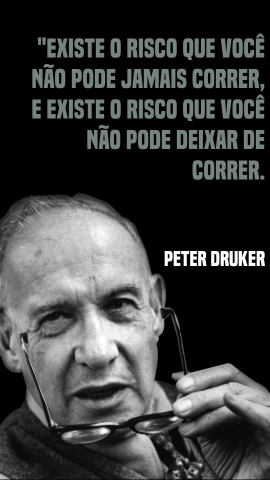 "EXISTE O RISCO QUE VOCÊ
NÃO PODE JAMAIS CORRER,
E EXISTE O RISCO QUE VOCÊ
NÃO PODE DEIXAR DE
CORRER.
PETER DRUKER